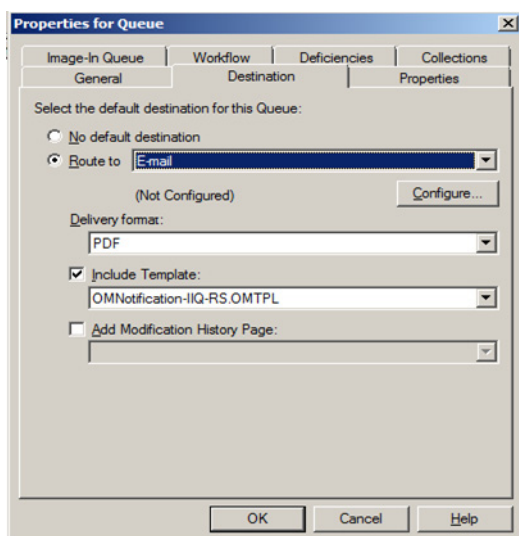 Properties for Queue
Image-In Queue Workflow Deficiencies Collections
General Destination Properties
Select the default destination for this Queue:
No default destination
Route to E-mail
(Not Configured) Configure...
Delivery format:
PDF
Include Template:
OMNotification-IIQ-RS.OMTPL
Add Modification History Page:
OK Cancel Help